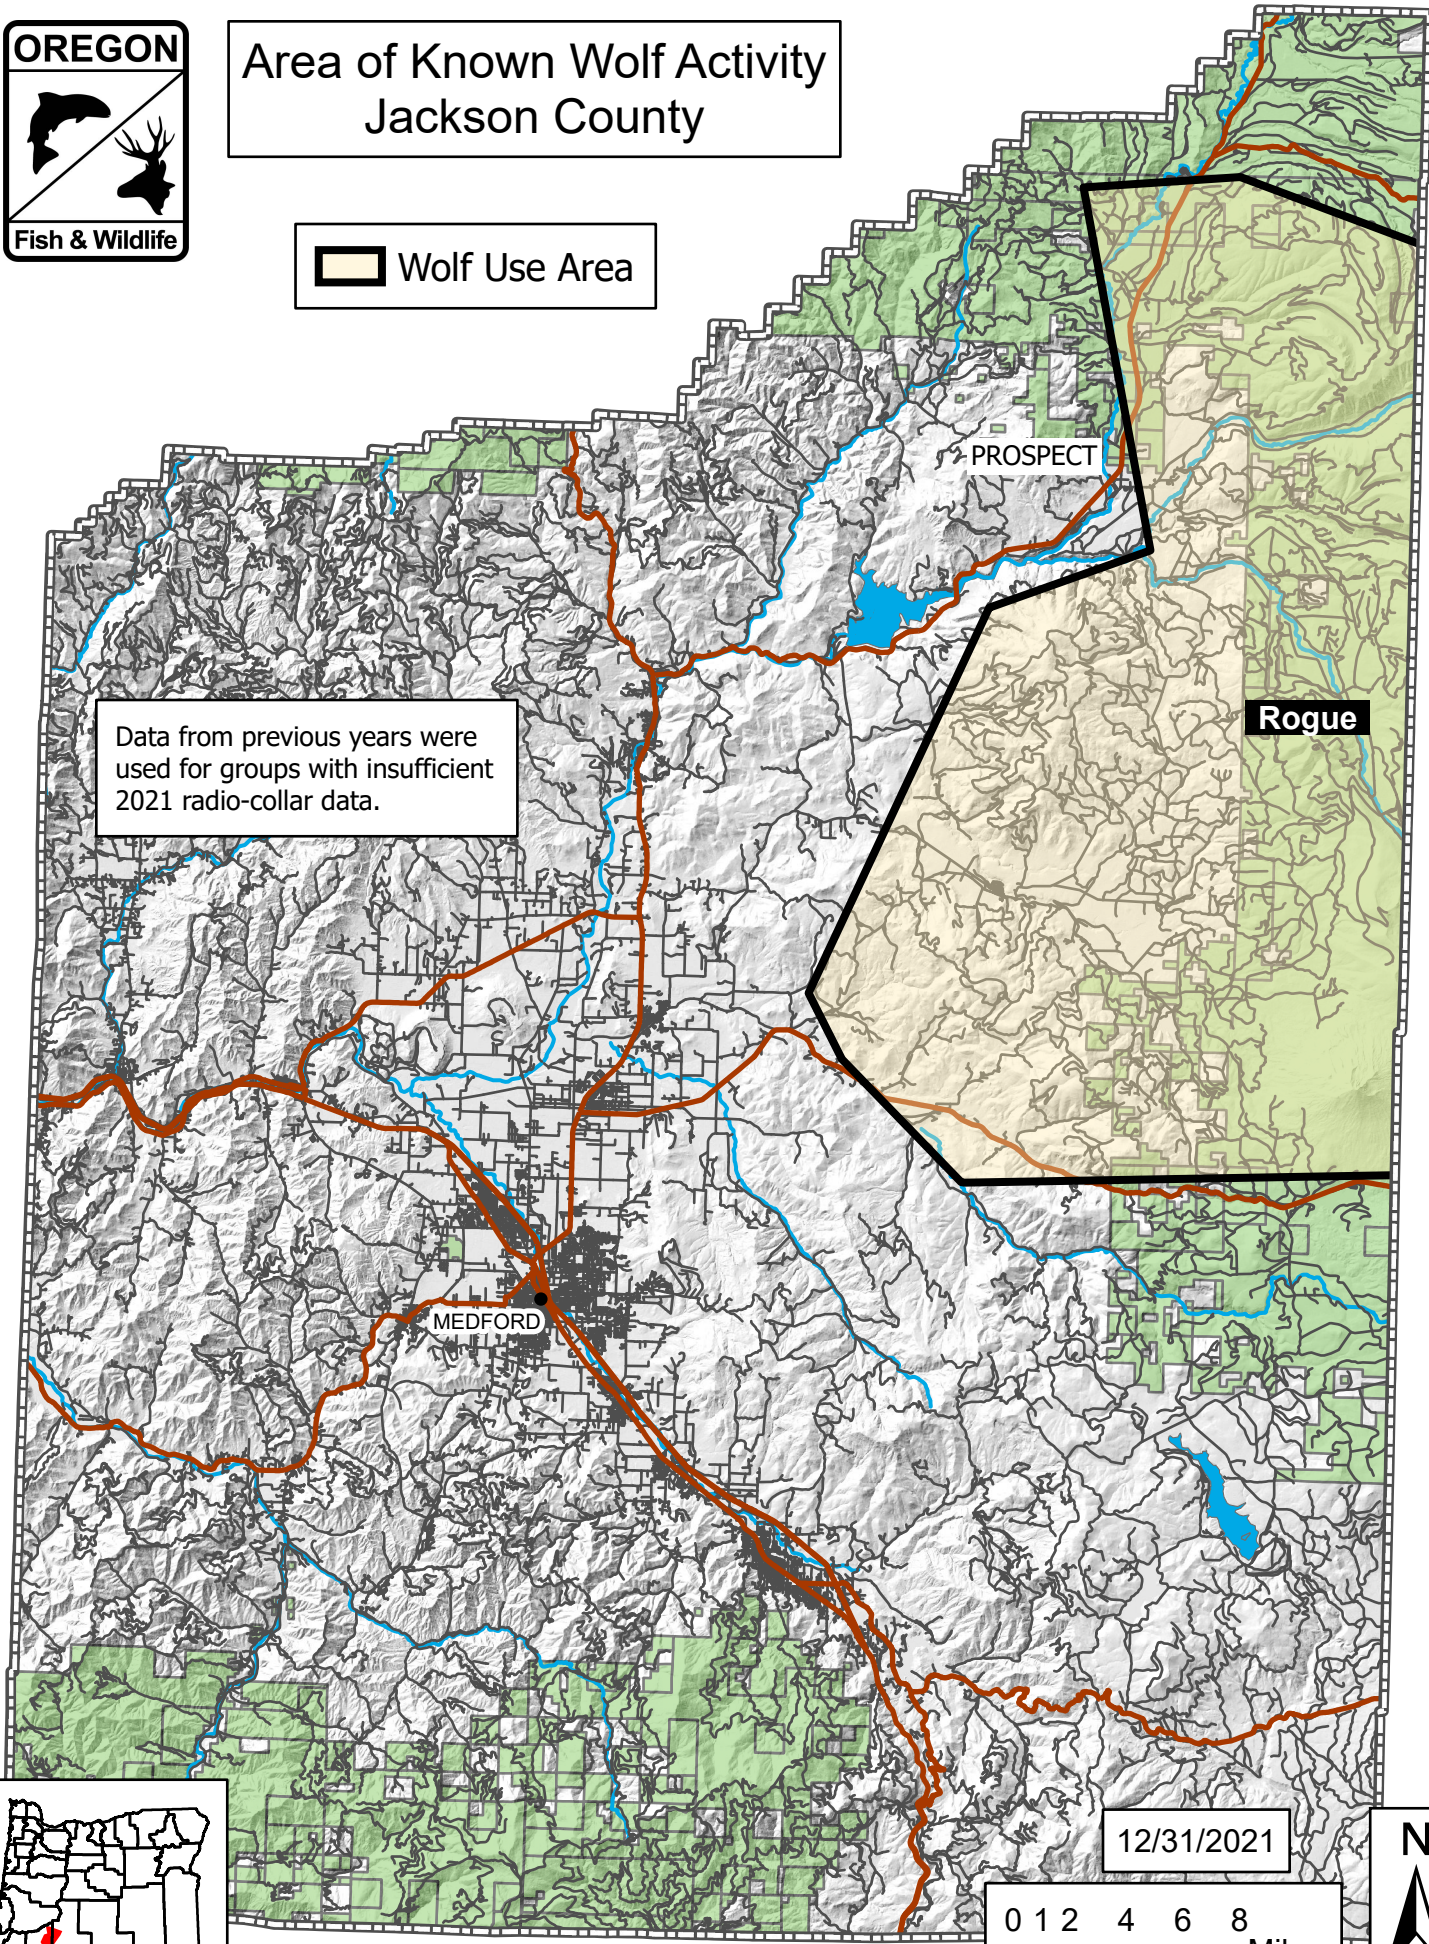 OREGON
Fish & Wildlife
Area of Known Wolf Activity
Jackson County
Wolf Use Area
PROSPECT
Rogue
Data from previous years were
used for groups with insufficient
2021 radio-collar data.
MEDFORD
12/31/2021
N
0 1 2 4 6 8